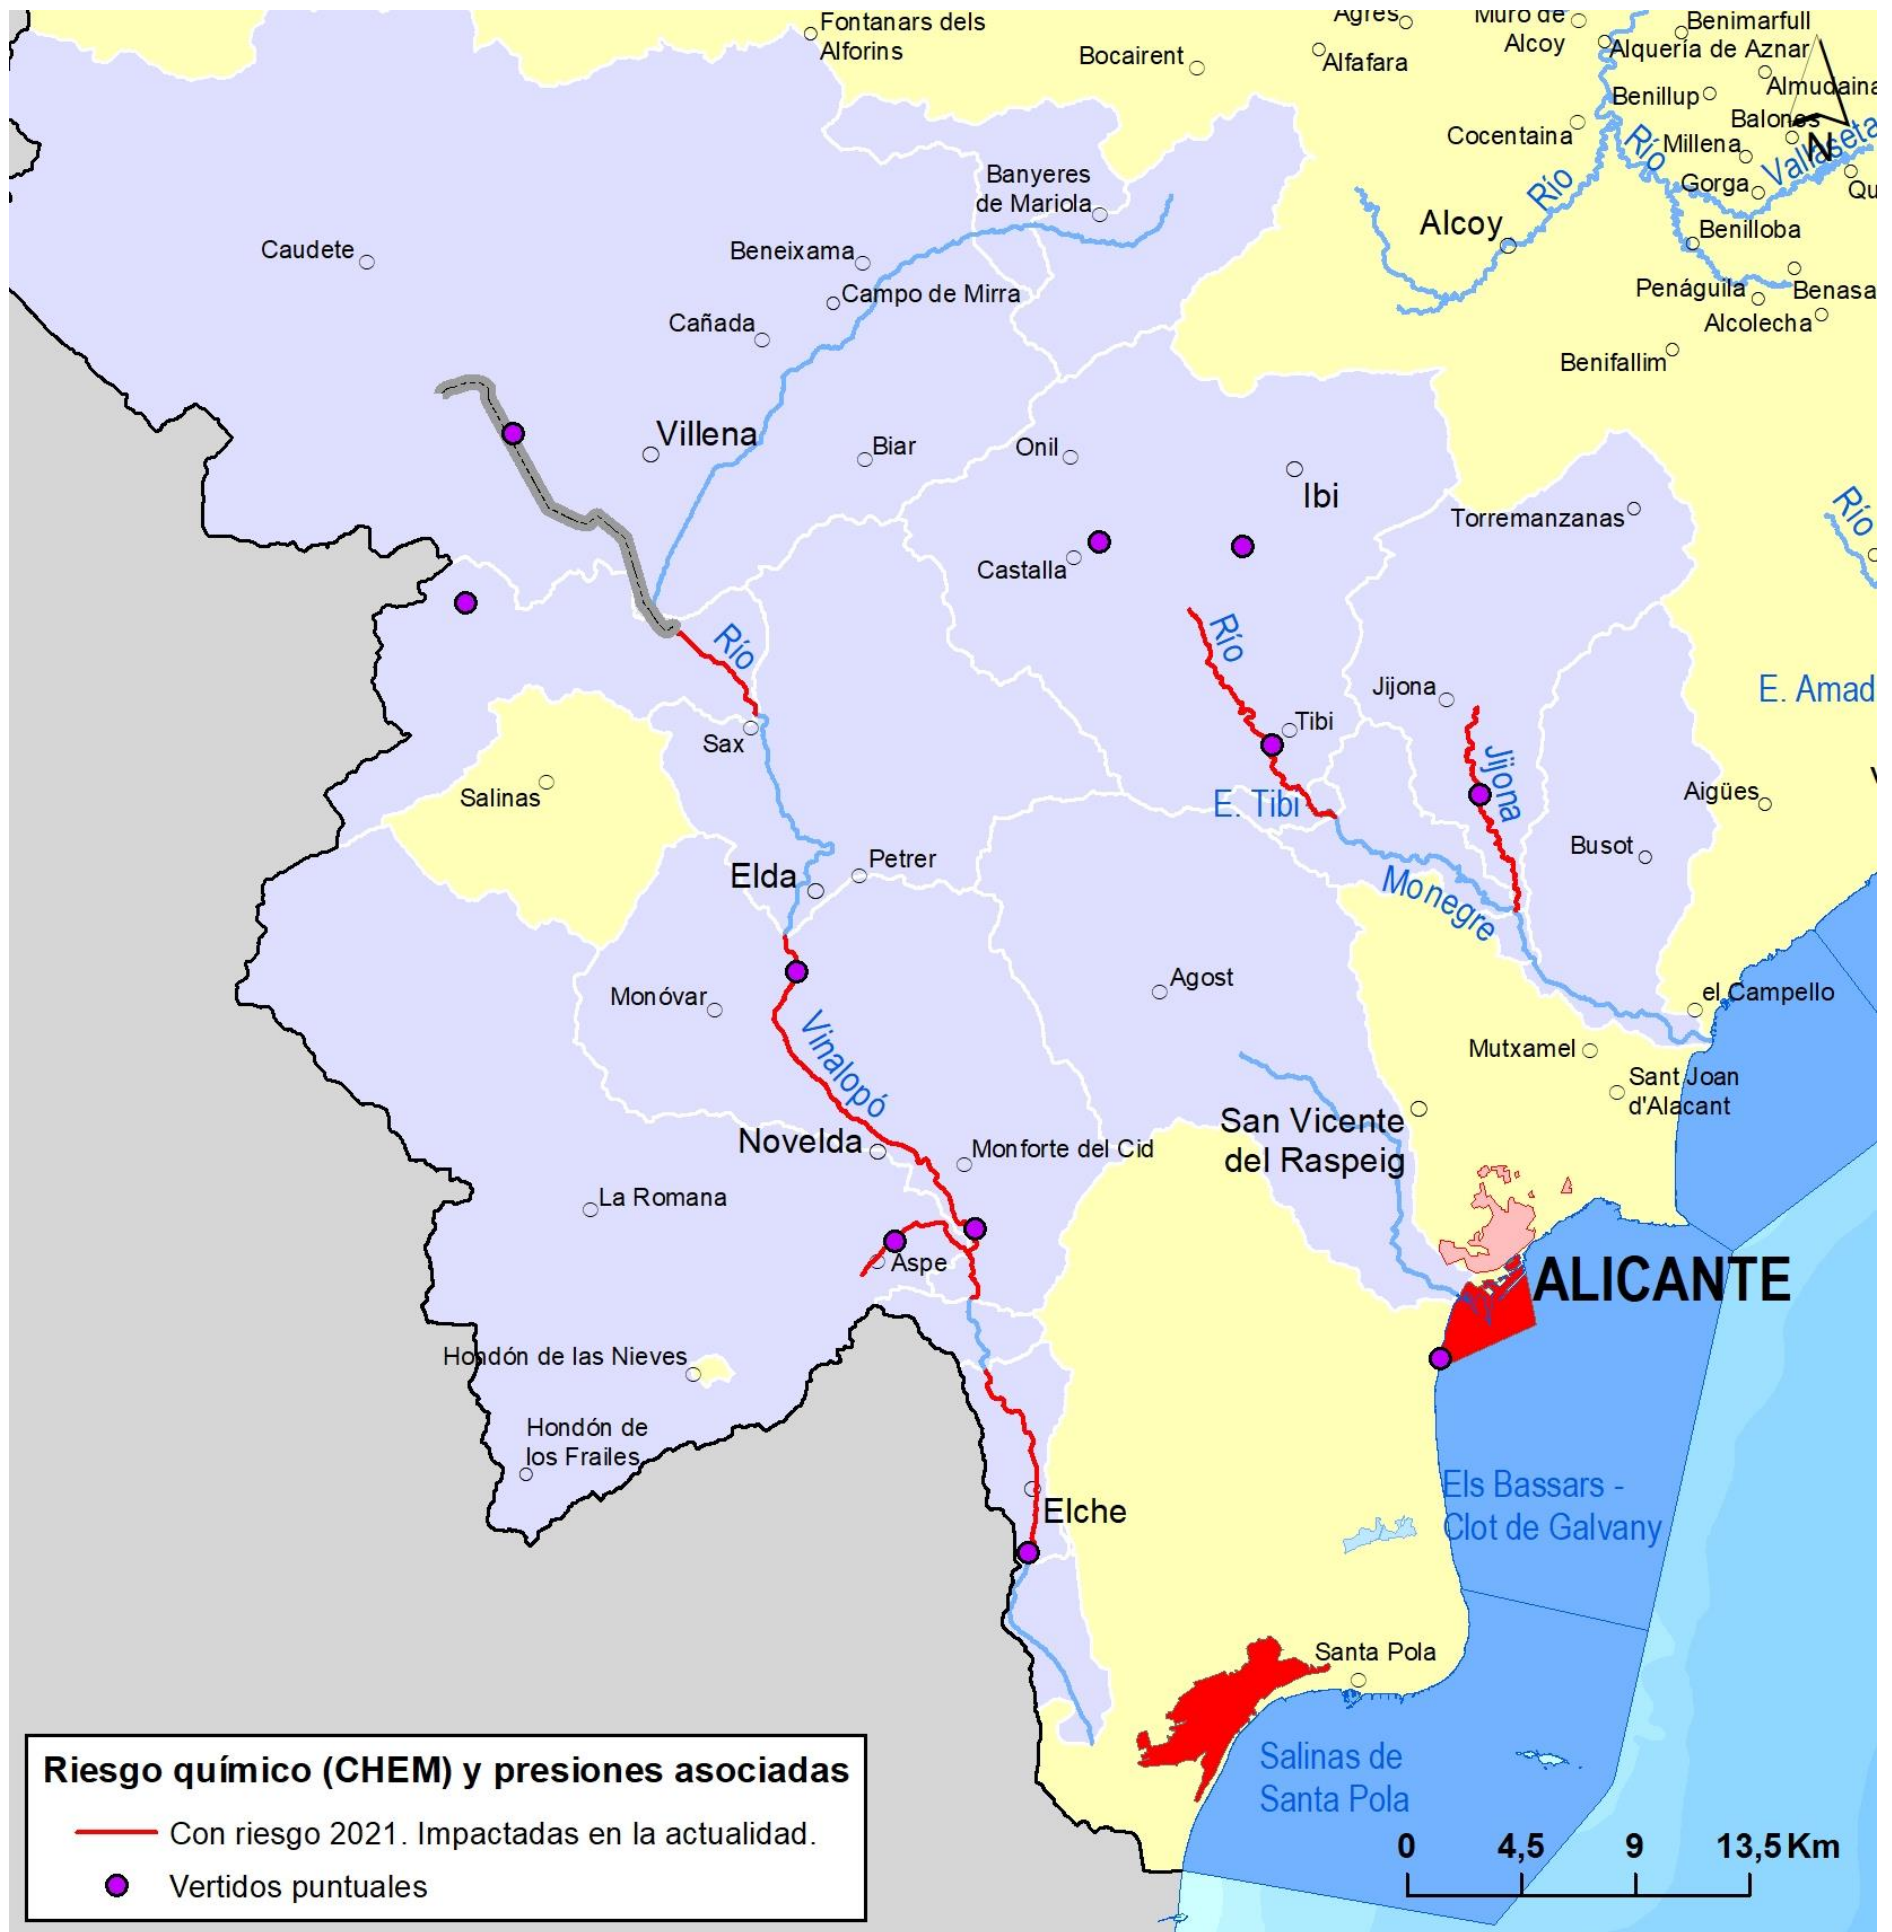 Fontanars dels
Alforins
Bocairent
Agres
Alfafara
Muro de
Alcoy
Benimarfull
Alquería de Aznar
Almudaina
Benillup
Balones
Cocentaina
Millena
N
Río
Vallaseta
Gorga
Qu
Río
Banyeres
de Mariola
Alcoy
Benilloba
Caudete
Beneixama
Campo de Mirra
Penáguila
Benasa
Alcolecha
Cañada
Benifallim
Villena
Biar
Onil
Ibi
Torremanzanas
Río
Castalla
Río
Río
Jijona
E. Amad
Sax
Tibi
Jijona
Salinas
E. Tibi
Aigües
Busot
Elda
Petrer
Monegre
Monóvar
Agost
el Campello
Vinalopó
Mutxamel
Sant Joan
d'Alacant
San Vicente
del Raspeig
Novelda
Monforte del Cid
La Romana
Aspe
ALICANTE
Hondón de las Nieves
Hondón de
los Frailes
Els Bassars -
Clot de Galvany
Elche
Santa Pola
Salinas de
Santa Pola
Riesgo químico (CHEM) y presiones asociadas
Con riesgo 2021. Impactadas en la actualidad.
Vertidos puntuales
0 4,5 9 13,5 Km